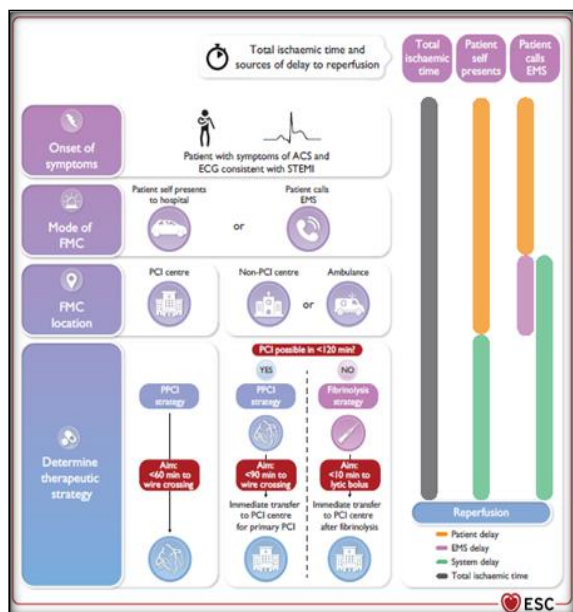 Total ischaemic time and
sources of delay to reperfusion
Total
ischaemic
time
Patient
self
presents
Patient
calls
EMS
Onset of
symptoms
Patient with symptoms of ACS and
ECG consistent with STEMI
Mode of
FMC
Patient self presents
to hospital
or
Patient calls
EMS
FMC
location
PCI centre
Non-PCI centre
or
Ambulance
Determine
therapeutic
strategy
PCI possible in <120 min?
YES
NO
PPCI
strategy
PPCI
strategy
Fibrinolysis
strategy
Aim:
<60 min to
wire crossing
Aim:
<90 min to
wire crossing
Aim:
<10 min to
lytic bolus
Immediate transfer
to PCI centre
for primary PCI
Immediate transfer
to PCI centre
after fibrinolysis
Reperfusion
Patient delay
EMS delay
System delay
Total ischaemic time
ESC